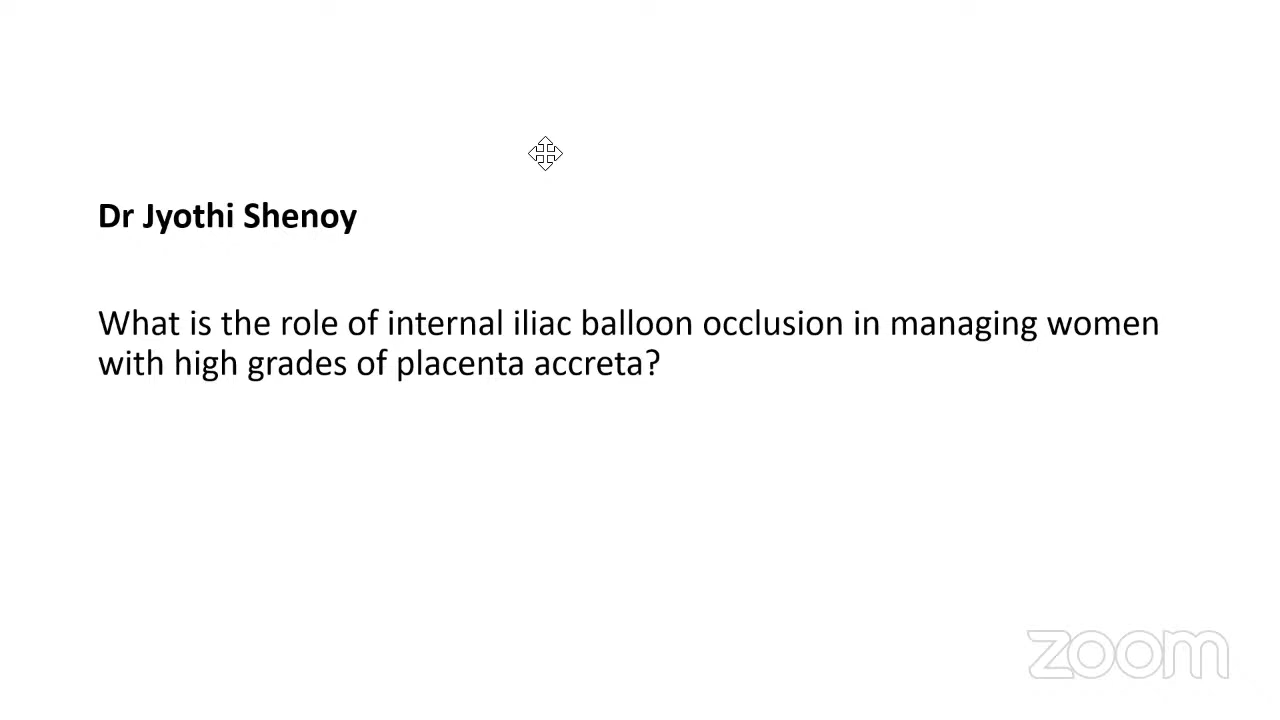 Dr Jyothi Shenoy
What is the role of internal iliac balloon occlusion in managing women
with high grades of placenta accreta?
zoom